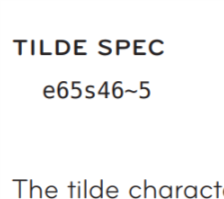 TILDE SPEC
e65s46~5
The tilde charact